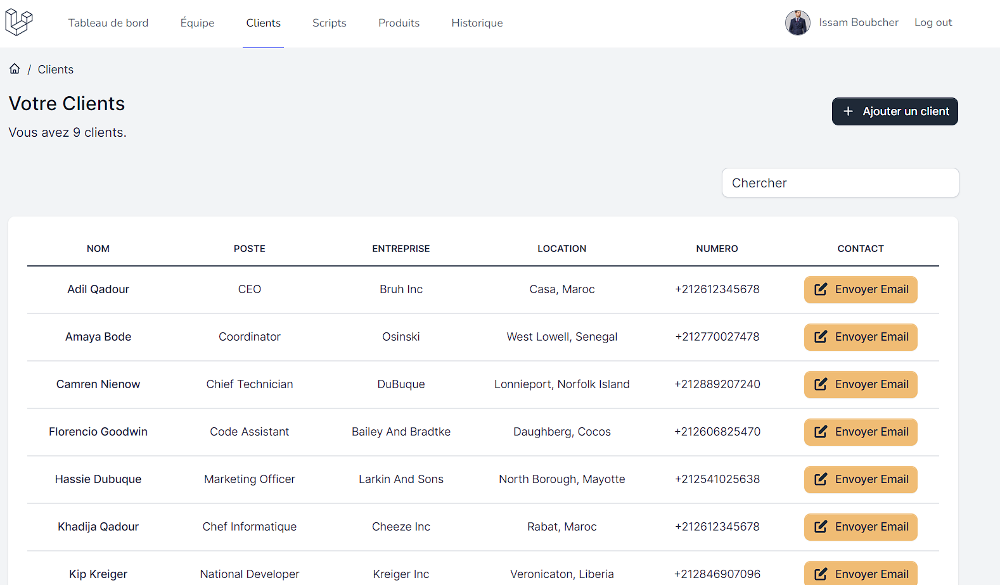 Tableau de bord Équipe Clients Scripts Produits Historique Issam Boubcher Log out
/ Clients
Votre Clients
Vous avez 9 clients.
+ Ajouter un client
Chercher
NOM POSTE ENTREPRISE LOCATION NUMERO CONTACT
Adil Qadour CEO Bruh Inc Casa, Maroc +212612345678 Envoyer Email
Amaya Bode Coordinator Osinski West Lowell, Senegal +212770027478 Envoyer Email
Camren Nienow Chief Technician DuBuque Lonnieport, Norfolk Island +212889207240 Envoyer Email
Florencio Goodwin Code Assistant Bailey And Bradtke Daughberg, Cocos +212606825470 Envoyer Email
Hassie Dubuque Marketing Officer Larkin And Sons North Borough, Mayotte +212541025638 Envoyer Email
Khadija Qadour Chef Informatique Cheeze Inc Rabat, Maroc +212612345678 Envoyer Email
Kip Kreiger National Developer Kreiger Inc Veronicaton, Liberia +212846907096 Envoyer Email